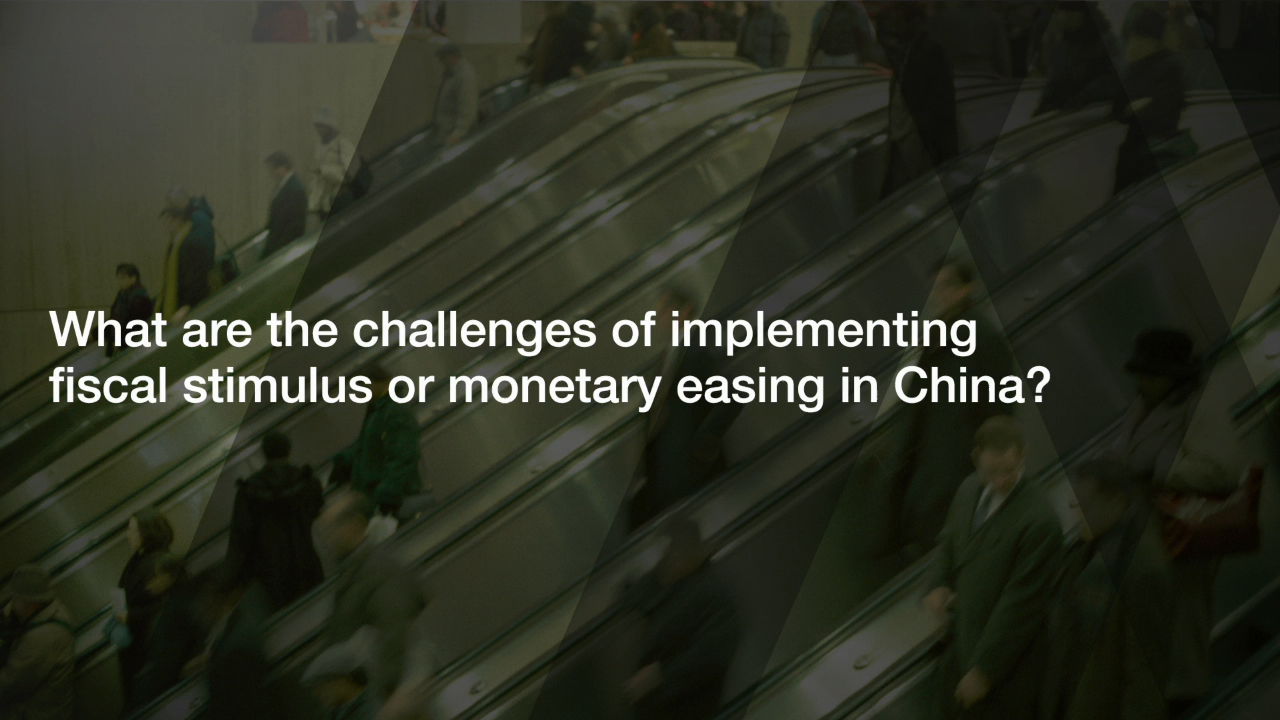 What are the challenges of implementing
fiscal stimulus or monetary easing in China?